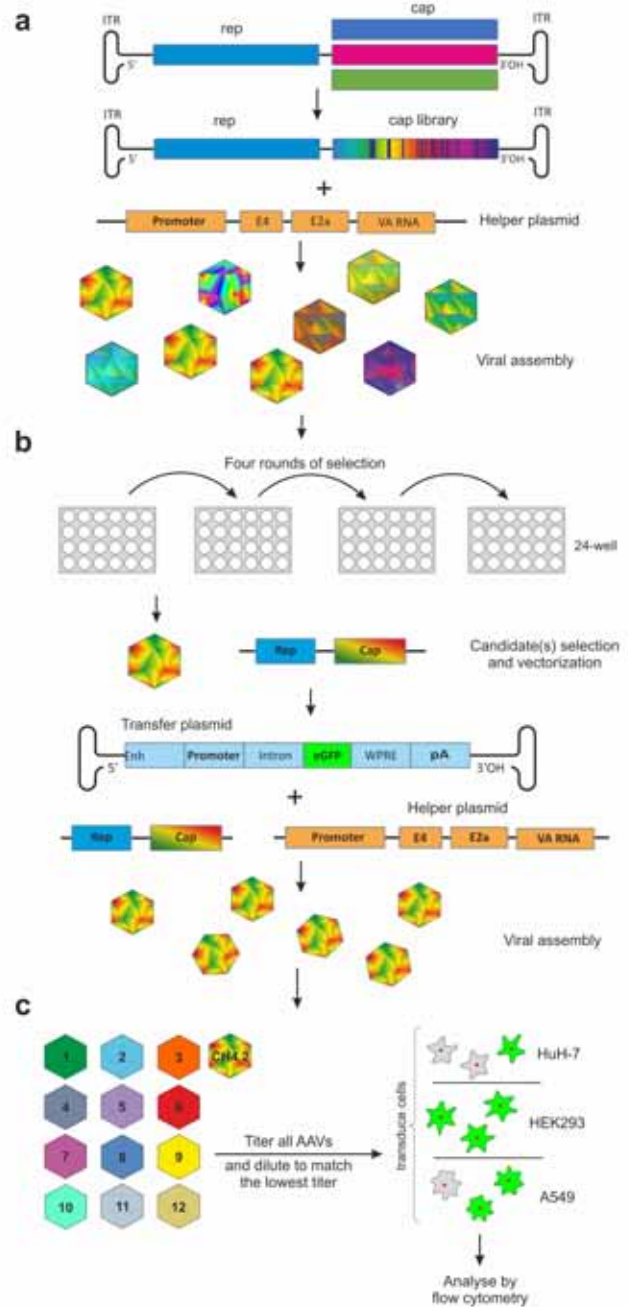 a
ITR
rep
cap
ITR
5'
3'OH
ITR
rep
cap library
ITR
5'
3'OH
+
Promoter
E4
E2a
VA RNA
Helper plasmid
Viral assembly
b
Four rounds of selection
24-well
Rep
Cap
Candidate(s) selection
and vectorization
Transfer plasmid
Enh
Promoter
Intron
eGFP
WPRE
pA
5'
3'OH
+
Helper plasmid
Rep
Cap
Promoter
E4
E2a
VA RNA
Viral assembly
c
1
2
3
CH4.2
4
5
6
7
8
9
10
11
12
Titer all AAVs
and dilute to match
the lowest titer
transduce cells
HuH-7
HEK293
A549
Analyse by
flow cytometry